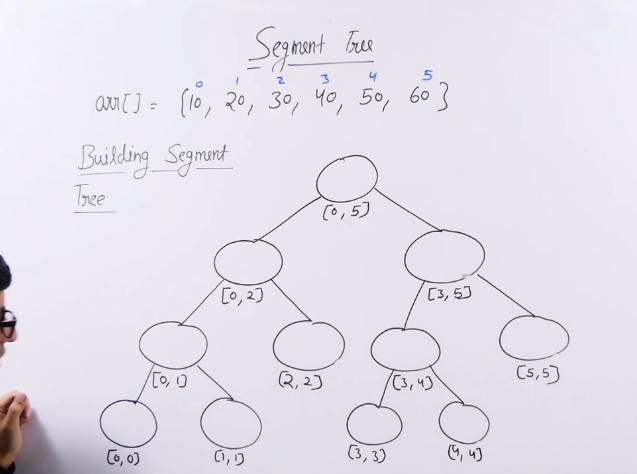 Segment Tree
0 1 2 3 4 5
arr[] = {10, 20, 30, 40, 50, 60}
Building Segment
Tree
[0, 5]
[0, 2] [3, 5]
[0, 1] [2, 2] [3, 4] [5, 5]
[0, 0] [1, 1] [3, 3] [4, 4]